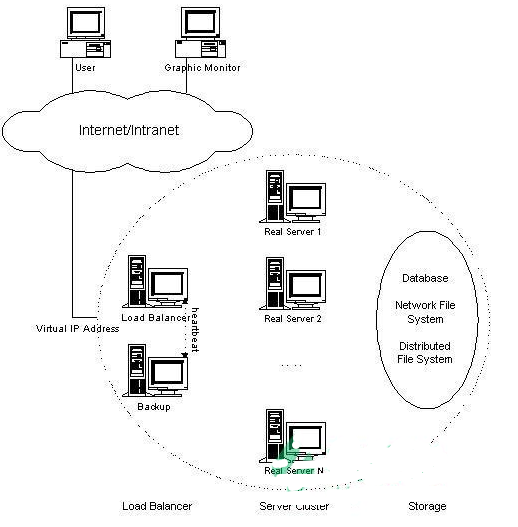 User
Graphic Monitor
Internet/Intranet
Real Server 1
Load Balancer
Virtual IP Address
heartbeat
Real Server 2
Backup
Database
Network File
System
Distributed
File System
. . . .
Real Server N
Load Balancer
Server Cluster
Storage